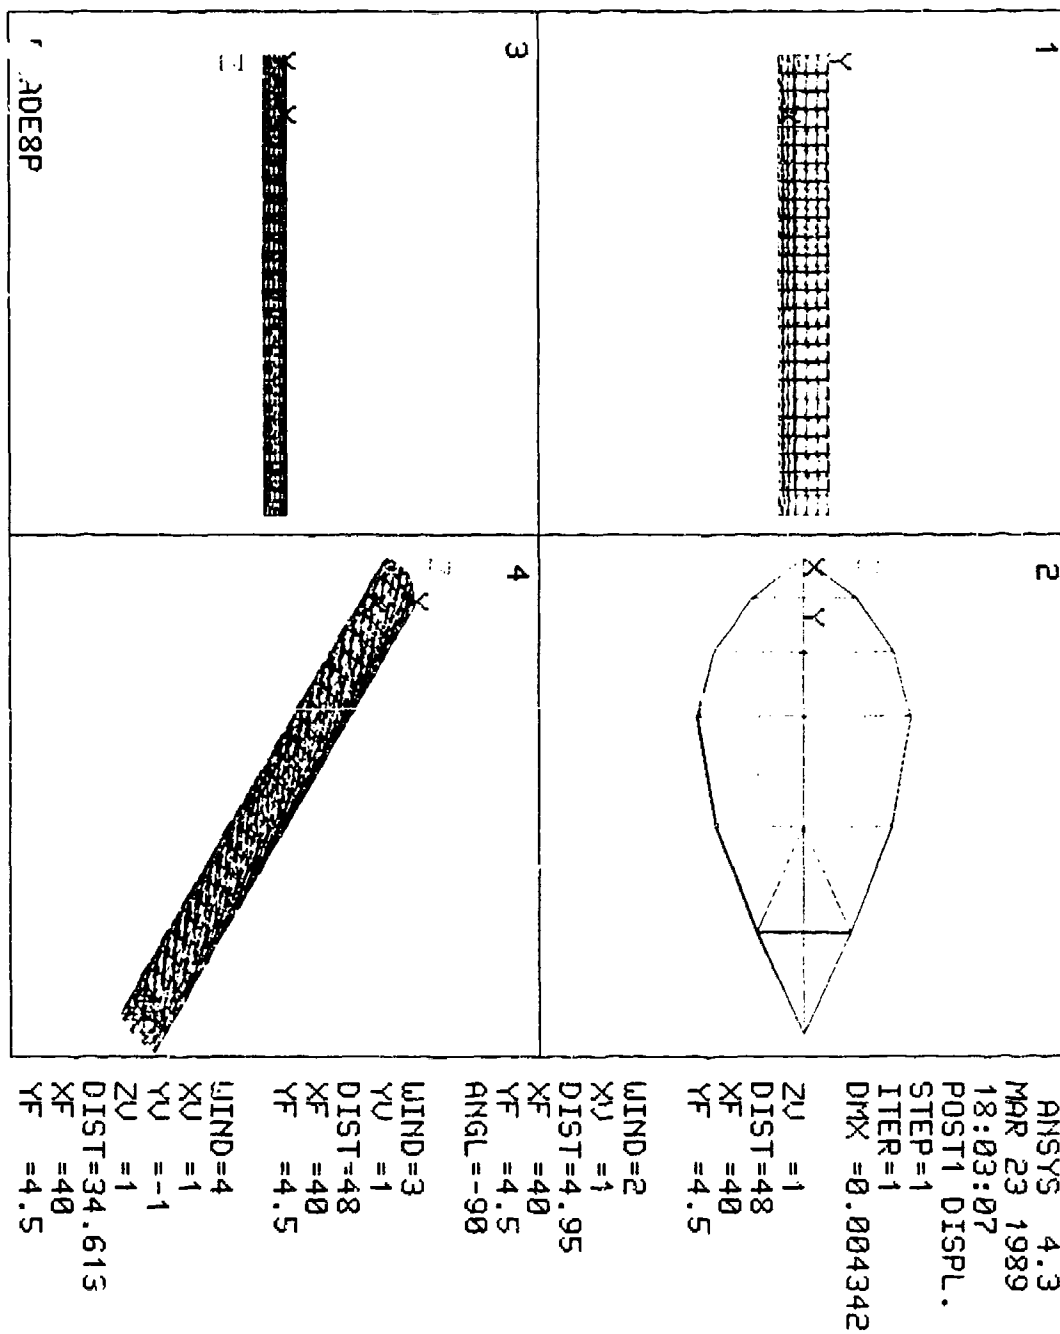 1
ANSYS 4.3
MAR 23 1989
18:03:07
POST1 DISPL.
STEP=1
ITER=1
DMX =0.004342
ZV =1
DIST=48
XF =40
YF =4.5
WIND=2
XV =1
DIST=4.95
XF =40
YF =4.5
ANGL=-90
WIND=3
YV =1
DIST=48
XF =40
YF =4.5
WIND=4
XV =1
YV =-1
ZV =1
DIST=34.613
XF =40
YF =4.5
Y
X
2
X
Y
3
Y
X
4
X